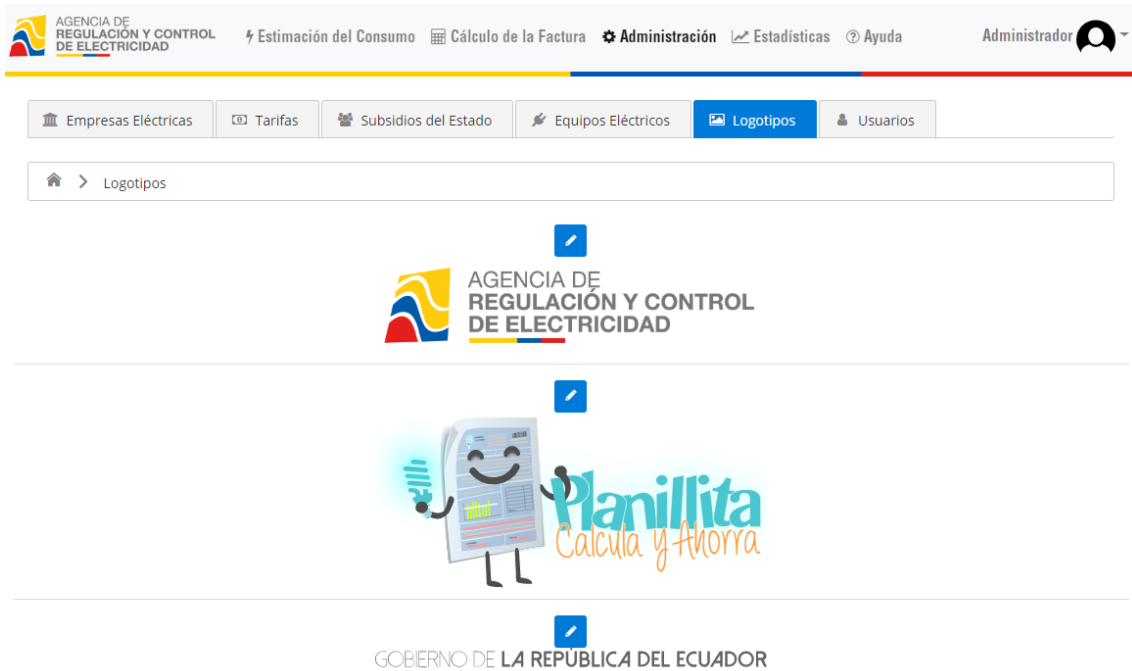 AGENCIA DE
REGULACIÓN Y CONTROL
DE ELECTRICIDAD
Estimación del Consumo Cálculo de la Factura Administración Estadísticas Ayuda Administrador
Empresas Eléctricas Tarifas Subsidios del Estado Equipos Eléctricos Logotipos Usuarios
Logotipos
AGENCIA DE
REGULACIÓN Y CONTROL
DE ELECTRICIDAD
Planillita
Calcula y Ahorra
GOBIERNO DE LA REPÚBLICA DEL ECUADOR